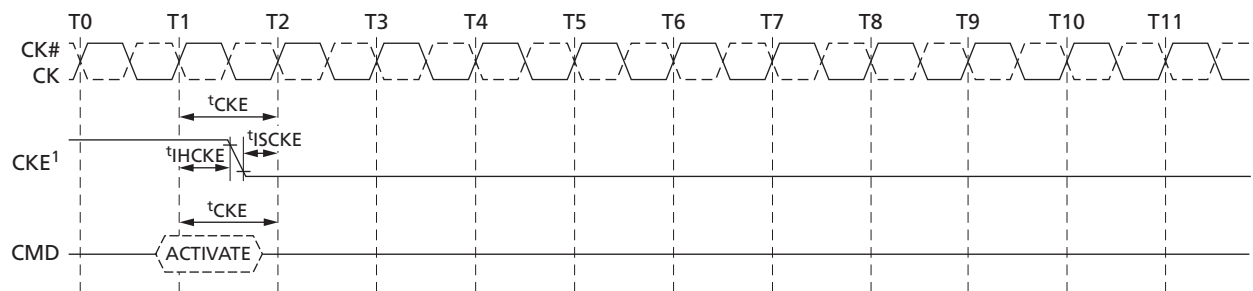 T0 T1 T2 T3 T4 T5 T6 T7 T8 T9 T10 T11
CK#
CK
tCKE
tISCKE
CKE1
tIHCKE
tCKE
CMD
ACTIVATE